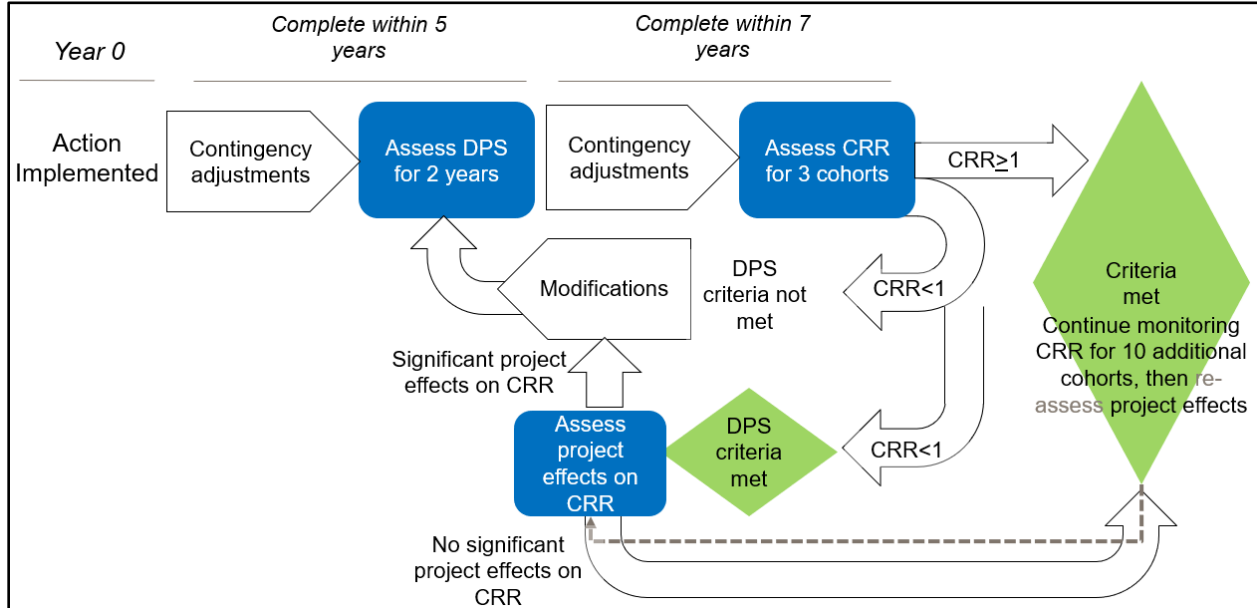 Year 0
Complete within 5
years
Complete within 7
years
Action
Implemented
Contingency
adjustments
Assess DPS
for 2 years
Contingency
adjustments
Assess CRR
for 3 cohorts
CRR≥1
Modifications
DPS
criteria not
met
CRR<1
Criteria
met
Continue monitoring
CRR for 10 additional
cohorts, then re-
assess project effects
Significant project
effects on CRR
Assess
project
effects on
CRR
DPS
criteria
met
CRR<1
No significant
project effects on
CRR